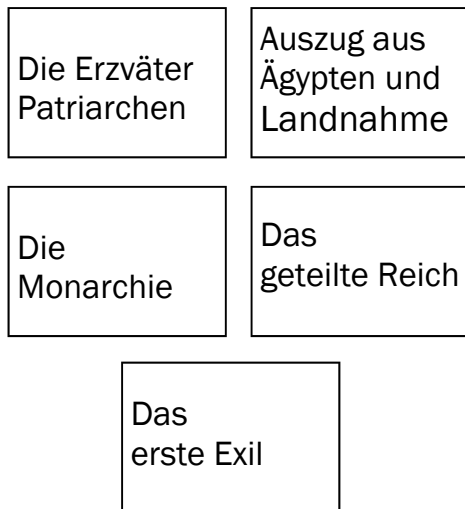 Die Erzväter
Patriarchen
Auszug aus
Ägypten und
Landnahme
Die
Monarchie
Das
geteilte Reich
Das
erste Exil